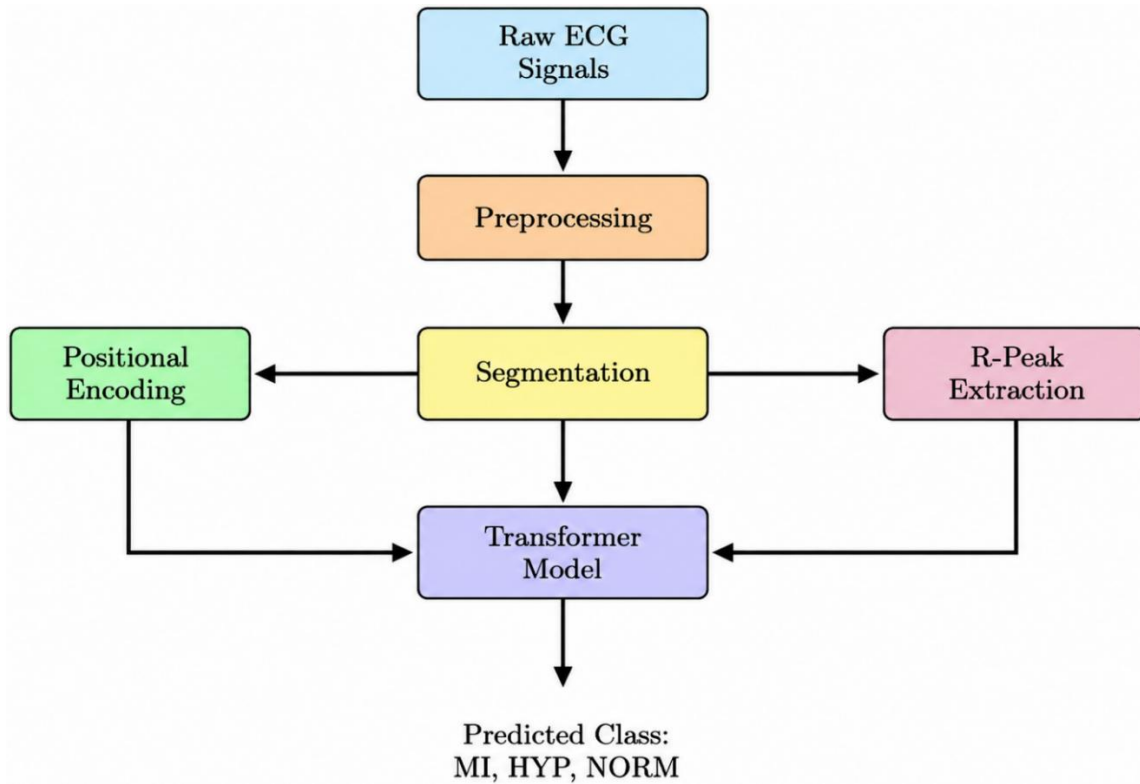 Raw ECG
Signals
Preprocessing
Positional
Encoding
Segmentation
R-Peak
Extraction
Transformer
Model
Predicted Class:
MI, HYP, NORM